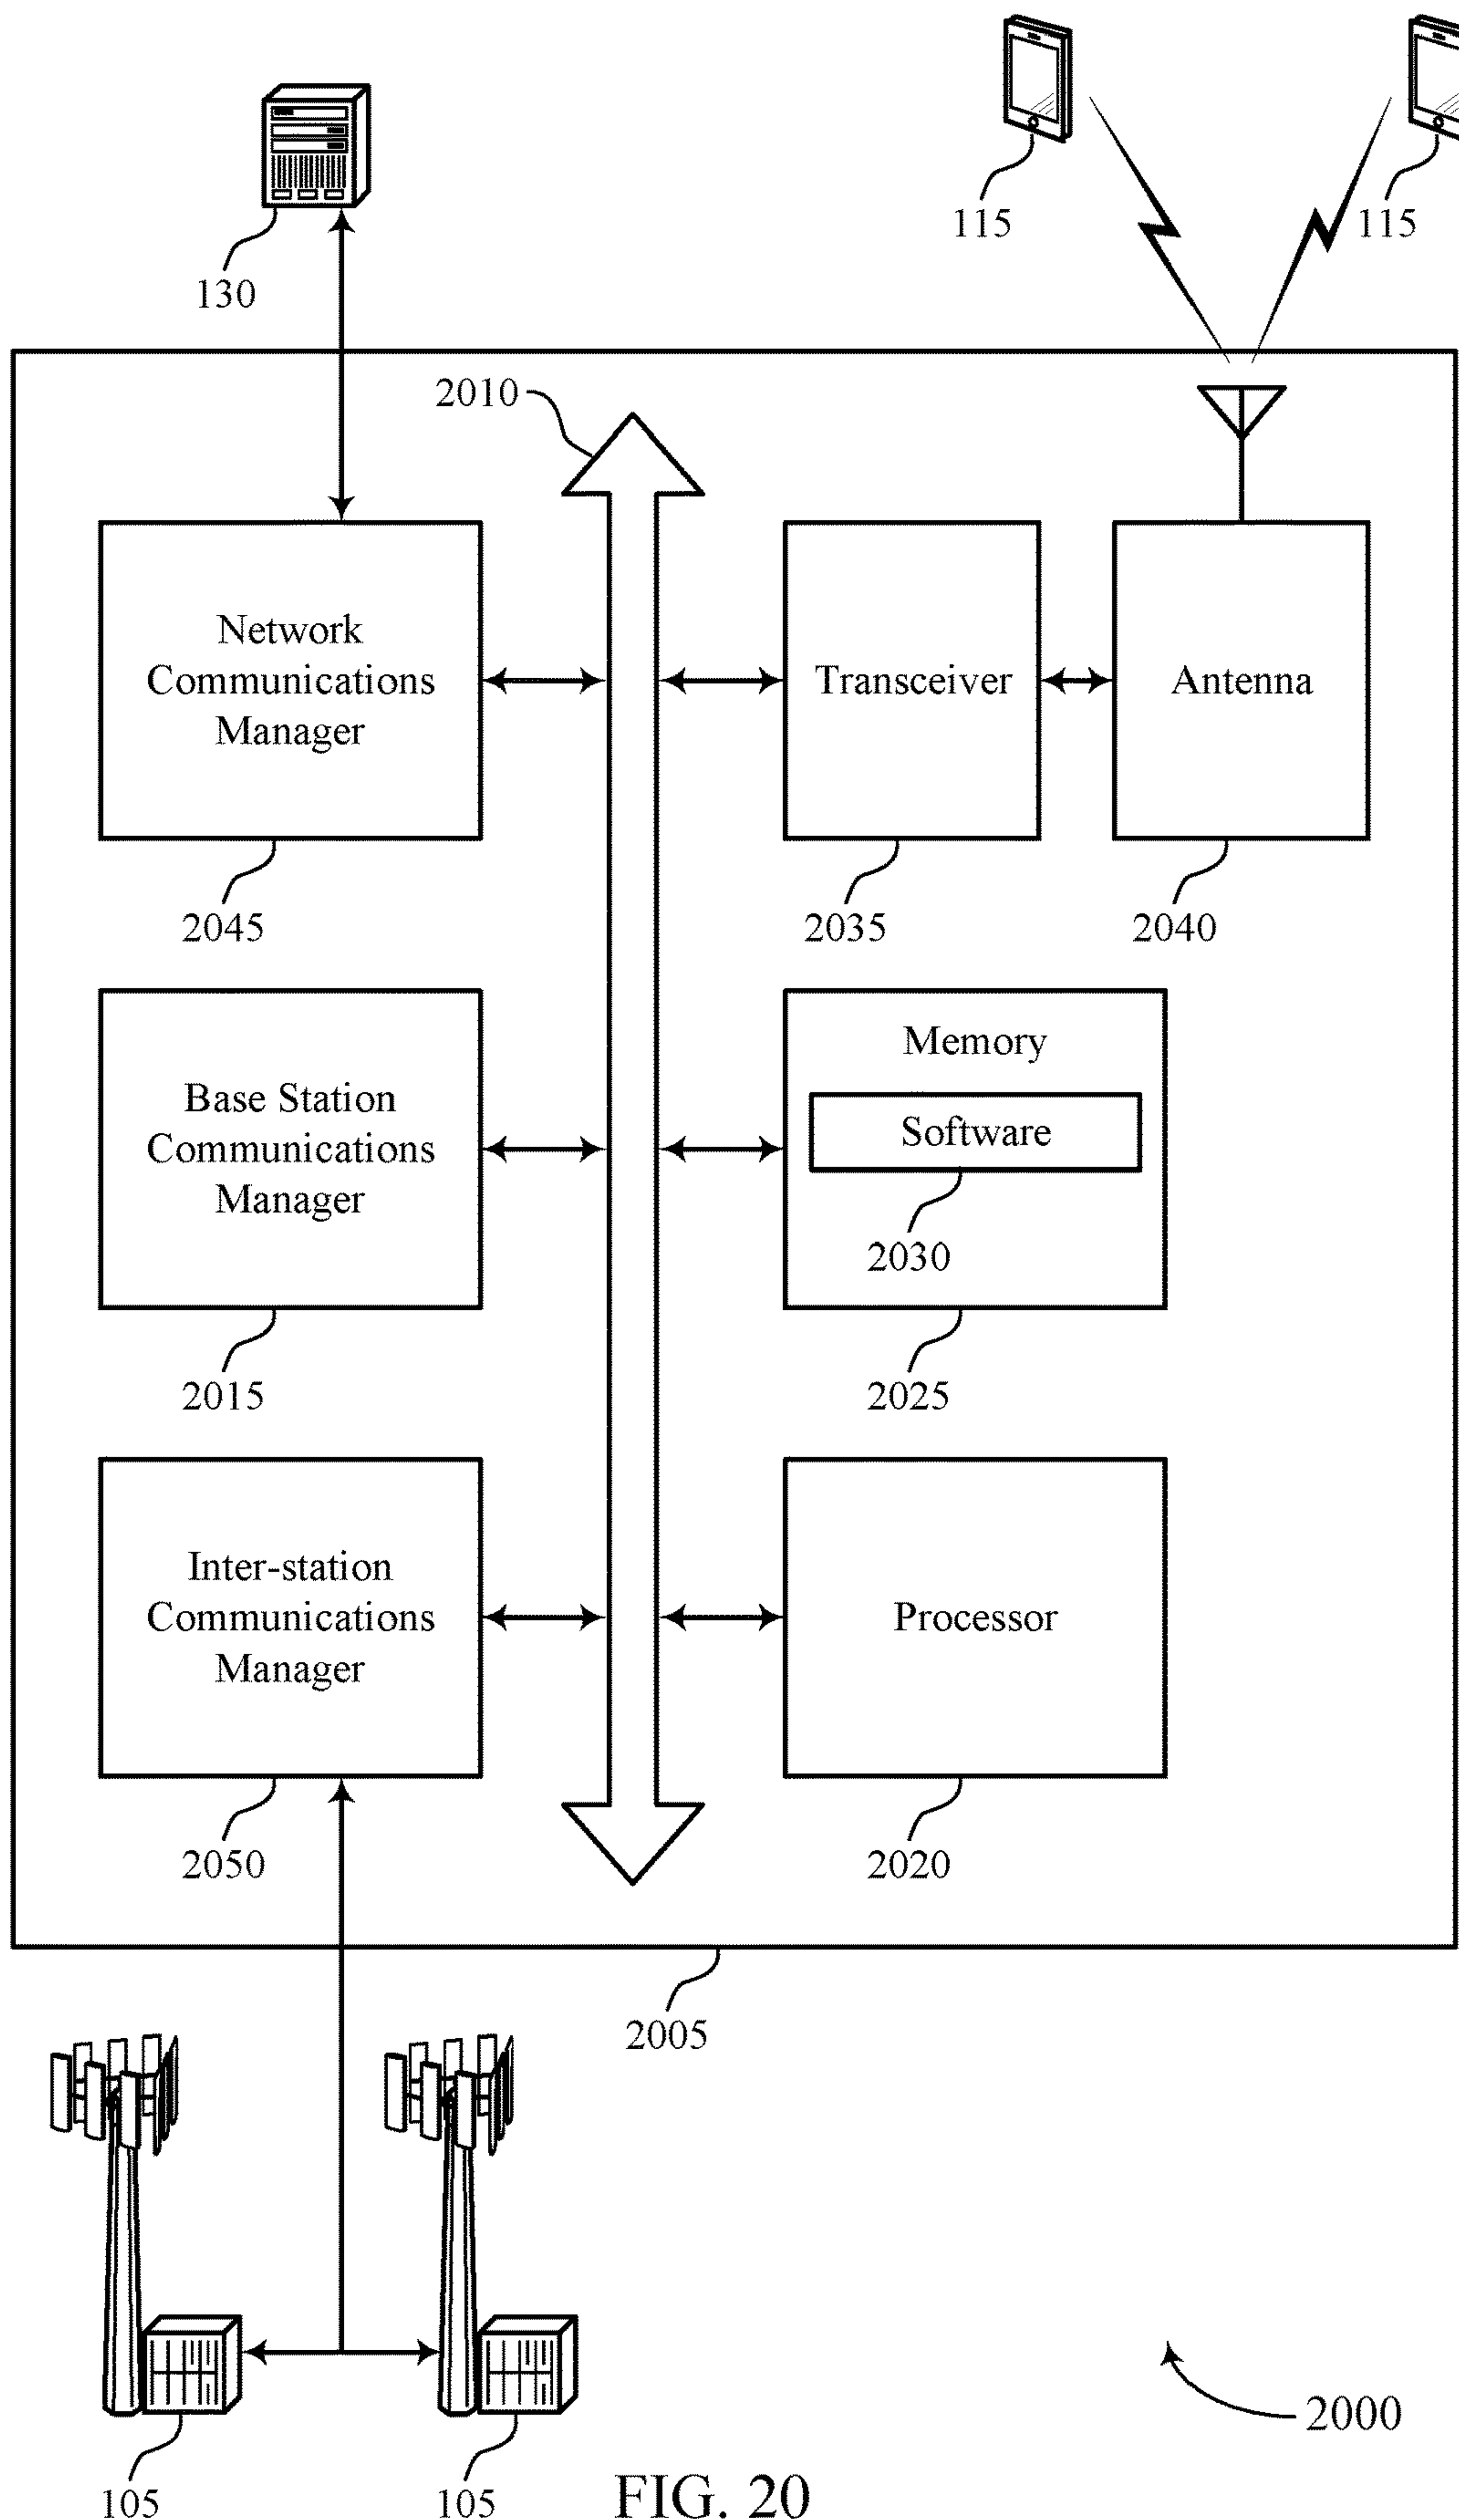 115
115
130
2010
Network
Communications
Manager
Transceiver
Antenna
2045
2035
2040
Base Station
Communications
Manager
Memory
Software
2030
2015
2025
Inter-station
Communications
Manager
Processor
2050
2020
2005
2000
105
105
FIG. 20